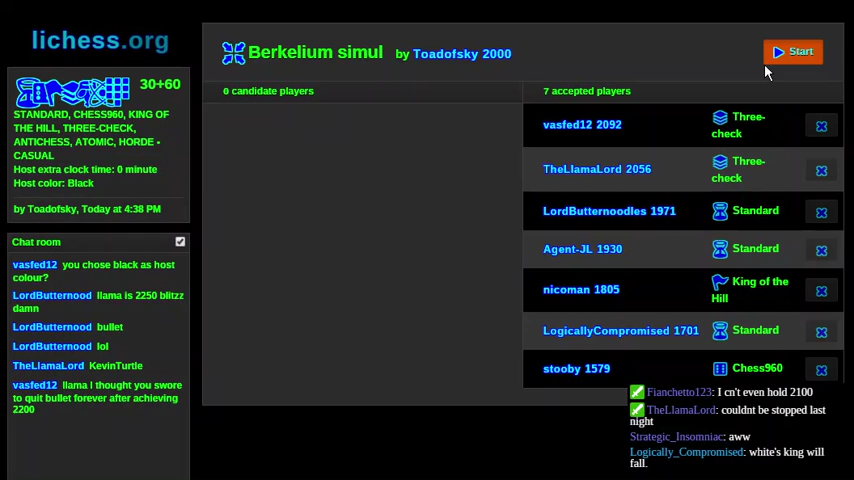 lichess.org
30+60
STANDARD, CHESS960, KING OF
THE HILL, THREE-CHECK,
ANTICHESS, ATOMIC, HORDE •
CASUAL
Host extra clock time: 0 minute
Host color: Black
by Toadofsky, Today at 4:38 PM
Chat room
vasfed12 you chose black as host
colour?
LordButternood llama is 2250 blitzz
damn
LordButternood bullet
LordButternood lol
TheLlamaLord KevinTurtle
vasfed12 llama I thought you swore
to quit bullet forever after achieving
2200
Berkelium simul by Toadofsky 2000
Start
0 candidate players
7 accepted players
vasfed12 2092 Three-
check
TheLlamaLord 2056 Three-
check
LordButternoodles 1971 Standard
Agent-JL 1930 Standard
nicoman 1805 King of the
Hill
LogicallyCompromised 1701 Standard
stooby 1579 Chess960
Fianchetto123: I cn't even hold 2100
TheLlamaLord: couldnt be stopped last
night
Strategic_Insomniac: aww
Logically_Compromised: white's king will
fall.